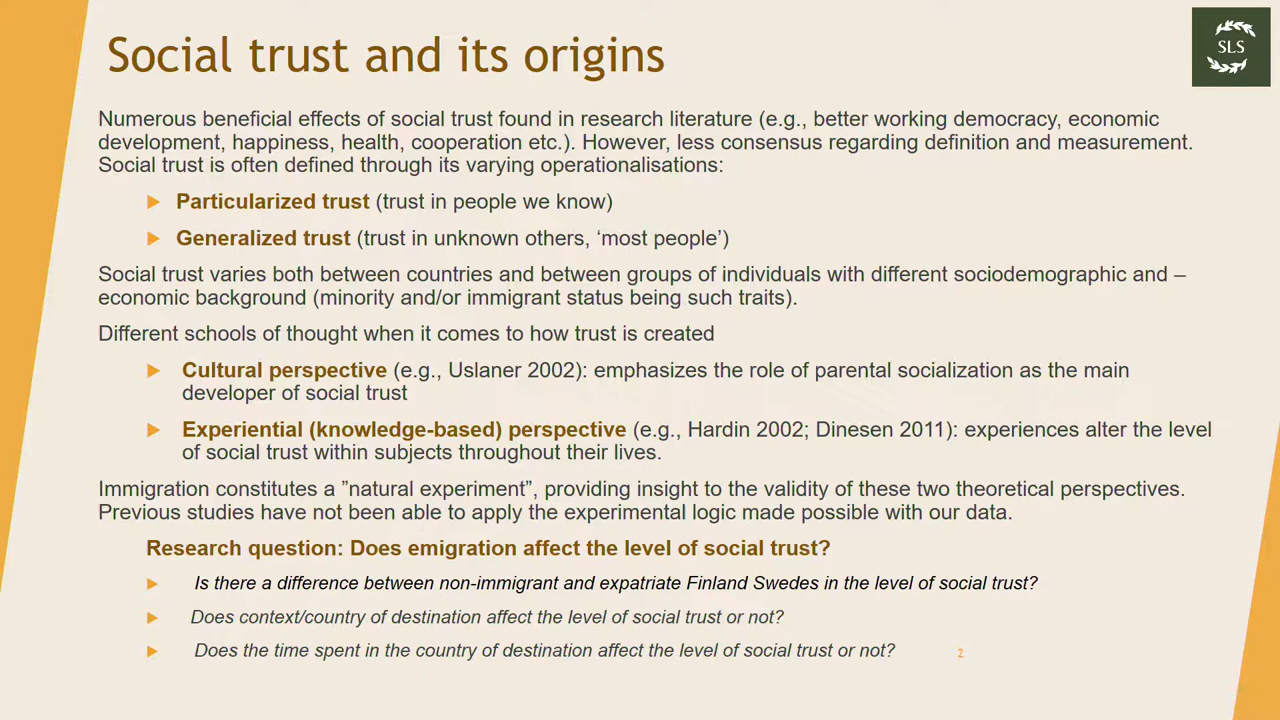 Social trust and its origins
SLS
Numerous beneficial effects of social trust found in research literature (e.g., better working democracy, economic
development, happiness, health, cooperation etc.). However, less consensus regarding definition and measurement.
Social trust is often defined through its varying operationalisations:
Particularized trust (trust in people we know)
Generalized trust (trust in unknown others, ‘most people’)
Social trust varies both between countries and between groups of individuals with different sociodemographic and –
economic background (minority and/or immigrant status being such traits).
Different schools of thought when it comes to how trust is created
Cultural perspective (e.g., Uslaner 2002): emphasizes the role of parental socialization as the main
developer of social trust
Experiential (knowledge-based) perspective (e.g., Hardin 2002; Dinesen 2011): experiences alter the level
of social trust within subjects throughout their lives.
Immigration constitutes a ”natural experiment”, providing insight to the validity of these two theoretical perspectives.
Previous studies have not been able to apply the experimental logic made possible with our data.
Research question: Does emigration affect the level of social trust?
Is there a difference between non-immigrant and expatriate Finland Swedes in the level of social trust?
Does context/country of destination affect the level of social trust or not?
Does the time spent in the country of destination affect the level of social trust or not?
2